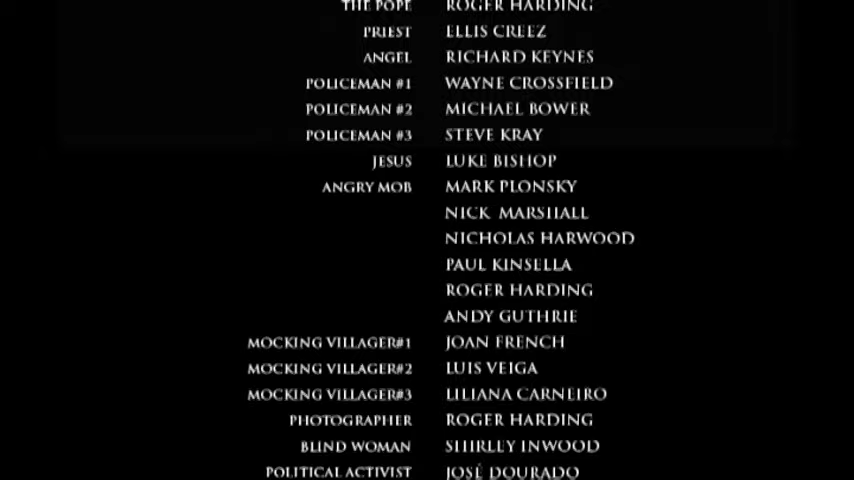 THE POPE ROGER HARDING
PRIEST ELLIS CREEZ
ANGEL RICHARD KEYNES
POLICEMAN #1 WAYNE CROSSFIELD
POLICEMAN #2 MICHAEL BOWER
POLICEMAN #3 STEVE KRAY
JESUS LUKE BISHOP
ANGRY MOB MARK PLONSKY
NICK MARSHALL
NICHOLAS HARWOOD
PAUL KINSELLA
ROGER HARDING
ANDY GUTHRIE
MOCKING VILLAGER#1 JOAN FRENCH
MOCKING VILLAGER#2 LUIS VEIGA
MOCKING VILLAGER#3 LILIANA CARNEIRO
PHOTOGRAPHER ROGER HARDING
BLIND WOMAN SHIRLEY INWOOD
POLITICAL ACTIVIST JOSÉ DOURADO